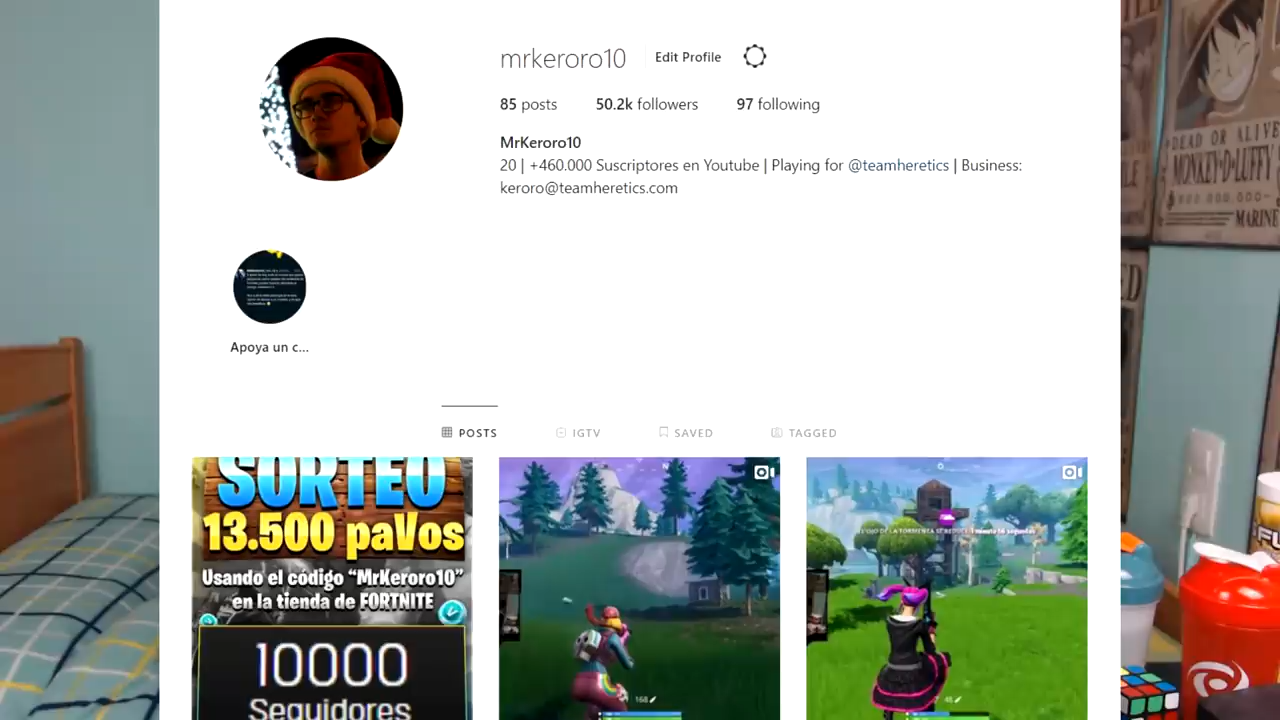 mrkeroro10 Edit Profile
85 posts 50.2k followers 97 following
MrKeroro10
20 | +460.000 Suscriptores en Youtube | Playing for @teamheretics | Business:
keroro@teamheretics.com
Apoya un c...
POSTS IGTV SAVED TAGGED
SORTEO
13.500 paVos
Usando el código “MrKeroro10”
en la tienda de FORTNITE
10000
Seguidores
N
168
48
DEAD OR ALIVE
MONKEY·D·LUFFY
MARINE